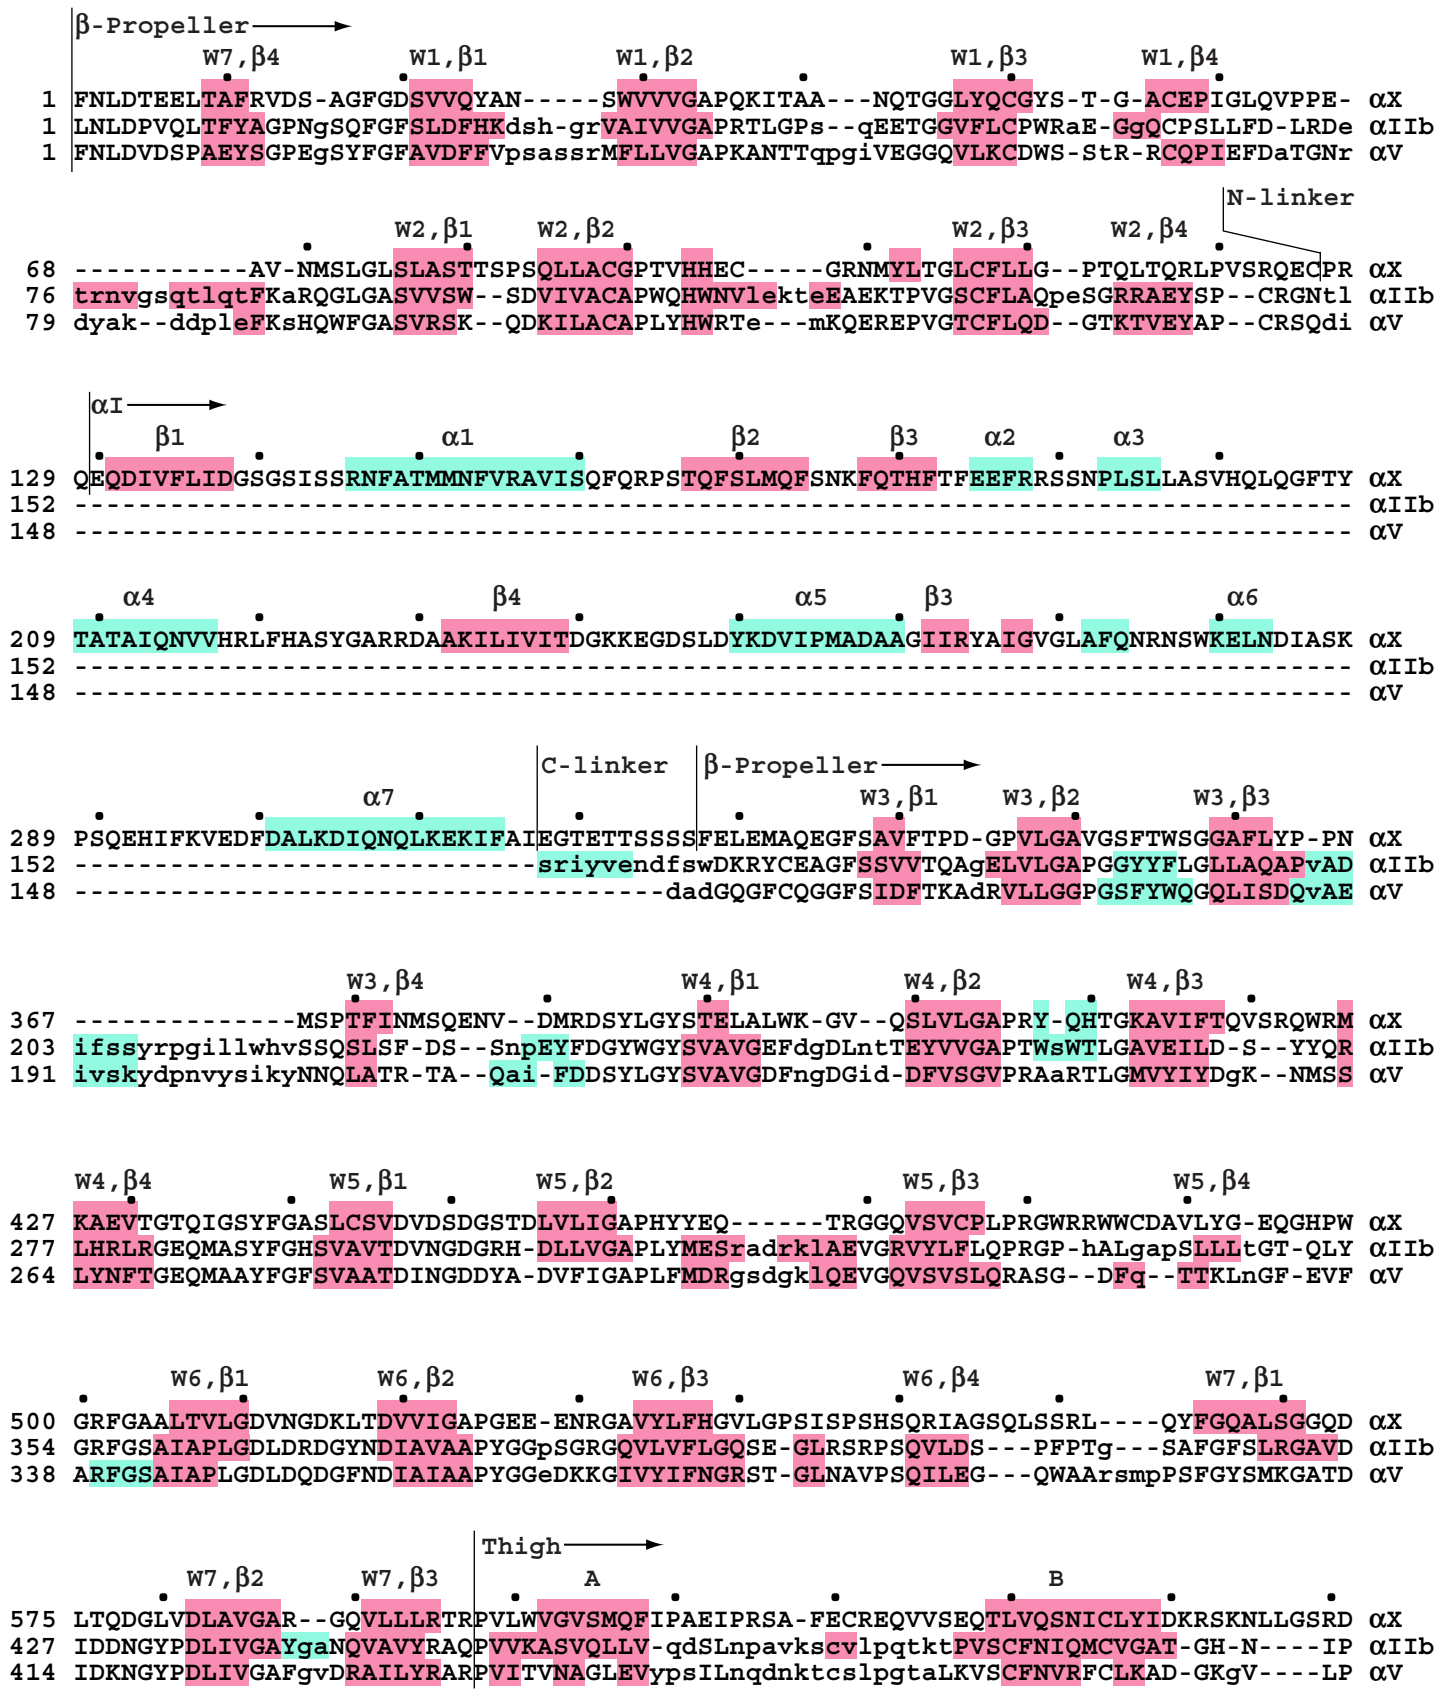 β-Propeller
W7,β4 W1,β1 W1,β2 W1,β3 W1,β4
1 FNLDTEELTAFRVDS-AGFGDSVVQYAN-----SWVVVGAPQKITAA---NQTGGLYQCGYS-T-G-ACEPIGLQVPPE- αX
1 LNLDPVQLTFYAGPNgSQFGFSLDFHKdsh-grVAIVVGAPRTLGPs--qEETGGVFLCPWRaE-GgQCPSLLFD-LRDe αIIb
1 FNLDVDSPAEYSGPEgSYFGFAVDFFVpsassrMFLLVGAPKANTTqpgiVEGGQVLKCDWS-StR-RCQPIEFDaTGNr αV
N-linker
W2,β1 W2,β2 W2,β3 W2,β4
68 -----------AV-NMSLGLSLASTTSPSQLLACGPTVHHEC-----GRNMYLTGLCFLLG--PTQLTQRLPVSRQECPR αX
76 trnvgsqtlqtFKaRQGLGASVVSW--SDVIVACAPWQHWNVlekteEAEKTPVGSCFLAQpeSGRRAEYSP--CRGNtl αIIb
79 dyak--ddpleFKsHQWFGASVRSK--QDKILACAPLYHWRTe---mKQEREPVGTCFLQD--GTKTVEYAP--CRSQdi αV
αI
β1 α1 β2 β3 α2 α3
129 QEQDIVFLIDGSGSISSRNFATMMNFVRAVISQFQRPSTQFSLMQFSNKFQTHFTFEEFRRSSNPLSLLASVHQLQGFTY αX
152 -------------------------------------------------------------------------------- αIIb
148 -------------------------------------------------------------------------------- αV
α4 β4 α5 β3 α6
209 TATAIQNVVHRLFHASYGARRDAAKILIVITDGKKEGDSLDYKDVIPMADAAGIIRYAIGVGLAFQNRNSWKELNDIASK αX
152 -------------------------------------------------------------------------------- αIIb
148 -------------------------------------------------------------------------------- αV
C-linker β-Propeller
α7 W3,β1 W3,β2 W3,β3
289 PSQEHIFKVEDFDALKDIQNQLKEKIFAIEGTETTSSSSFELEMAQEGFSAVFTPD-GPVLGAVGSFTWSGGAFLYP-PN αX
152 -----------------------------sriyvendfswDKRYCEAGFSSVVTQAgELVLGAPGGYYFLGLLAQAPvAD αIIb
148 -------------------------------------dadGQGFCQGGFSIDFTKAdRVLLGGPGSFYWQGQLISDQvAE αV
W3,β4 W4,β1 W4,β2 W4,β3
367 --------------MSPTFINMSQENV--DMRDSYLGYSTELALWK-GV--QSLVLGAPRY-QHTGKAVIFTQVSRQWRM αX
203 ifssyrpgillwhvSSQSLSF-DS--SnpEYFDGYWGYSVAVGEFdgDLntTEYVVGAPTWsWTLGAVEILD-S--YYQR αIIb
191 ivskydpnvysikyNNQLATR-TA--Qai-FDDSYLGYSVAVGDFngDGid-DFVSGVPRAaRTLGMVYIYDgK--NMSS αV
W4,β4 W5,β1 W5,β2 W5,β3 W5,β4
427 KAEVTGTQIGSYFGASLCSVDVDSDGSTDLVLIGAPHYYEQ------TRGGQVSVCPLPRGWRRWWCDAVLYG-EQGHPW αX
277 LHRLRGEQMASYFGHSVAVTDVNGDGRH-DLLVGAPLYMESradrklAEVGRVYLFLQPRGP-hALgapSLLLtGT-QLY αIIb
264 LYNFTGEQMAAYFGFSVAATDINGDDYA-DVFIGAPLFMDRgsdgklQEVGQVSVSLQRASG--DFq--TTKLnGF-EVF αV
W6,β1 W6,β2 W6,β3 W6,β4 W7,β1
500 GRFGAALTVLGDVNGDKLTDVVIGAPGEE-ENRGAVYLFHGVLGPSISPSHSQRIAGSQLSSRL----QYFGQALSGGQD αX
354 GRFGSAIAPLGDLDRDGYNDIAVAAPYGGpSGRGQVLVFLGQSE-GLRSRPSQVLDS---PFPTg---SAFGFSLRGAVD αIIb
338 ARFGSAIAPLGDLDQDGFNDIAIAAPYGGeDKKGIVYIFNGRST-GLNAVPSQILEG---QWAArsmpPSFGYSMKGATD αV
Thigh
W7,β2 W7,β3 A B
575 LTQDGLVDLAVGAR--GQVLLLRTRPVLWVGVSMQFIPAEIPRSA-FECREQVVSEQTLVQSNICLYIDKRSKNLLGSRD αX
427 IDDNGYPDLIVGAYgaNQVAVYRAQPVVKASVQLLV-qdSLnpavkscvlpqtktPVSCFNIQMCVGAT-GH-N----IP αIIb
414 IDKNGYPDLIVGAFgvDRAILYRARPVITVNAGLEVypsILnqdnktcslpgtaLKVSCFNVRFCLKAD-GKgV----LP αV